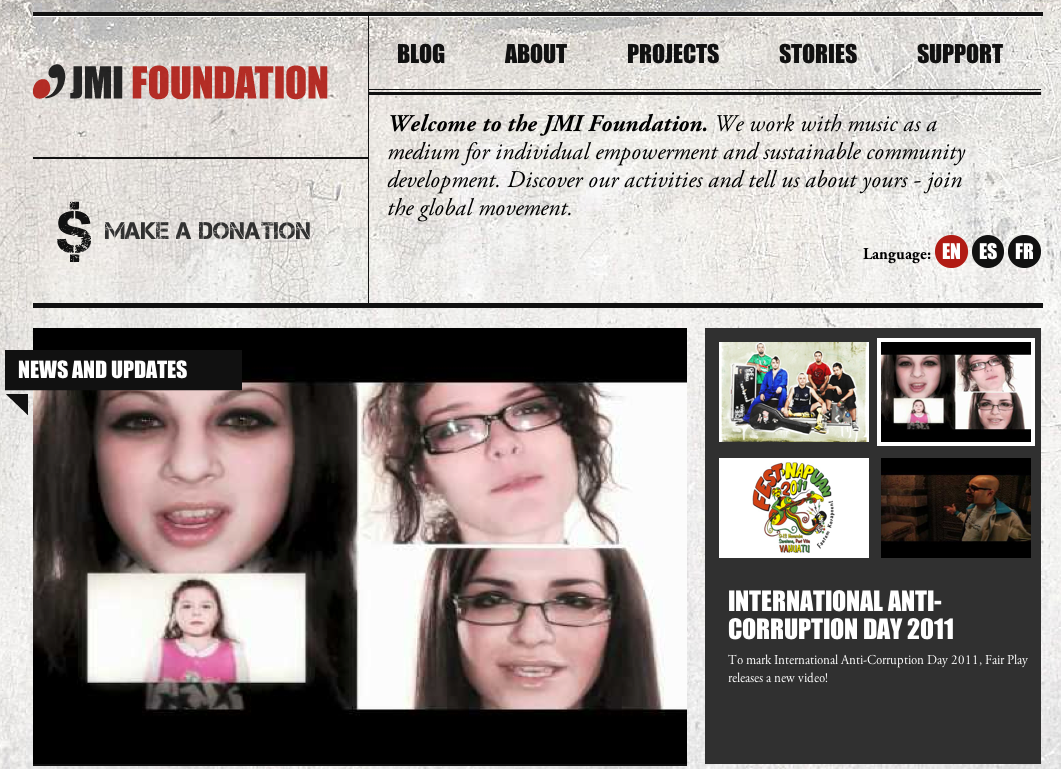 JMI FOUNDATION
BLOG ABOUT PROJECTS STORIES SUPPORT
Welcome to the JMI Foundation. We work with music as a
medium for individual empowerment and sustainable community
development. Discover our activities and tell us about yours - join
the global movement.
$ MAKE A DONATION
Language: EN ES FR
NEWS AND UPDATES
FEST NAPUAN
2011
VANUATU
INTERNATIONAL ANTI-
CORRUPTION DAY 2011
To mark International Anti-Corruption Day 2011, Fair Play
releases a new video!